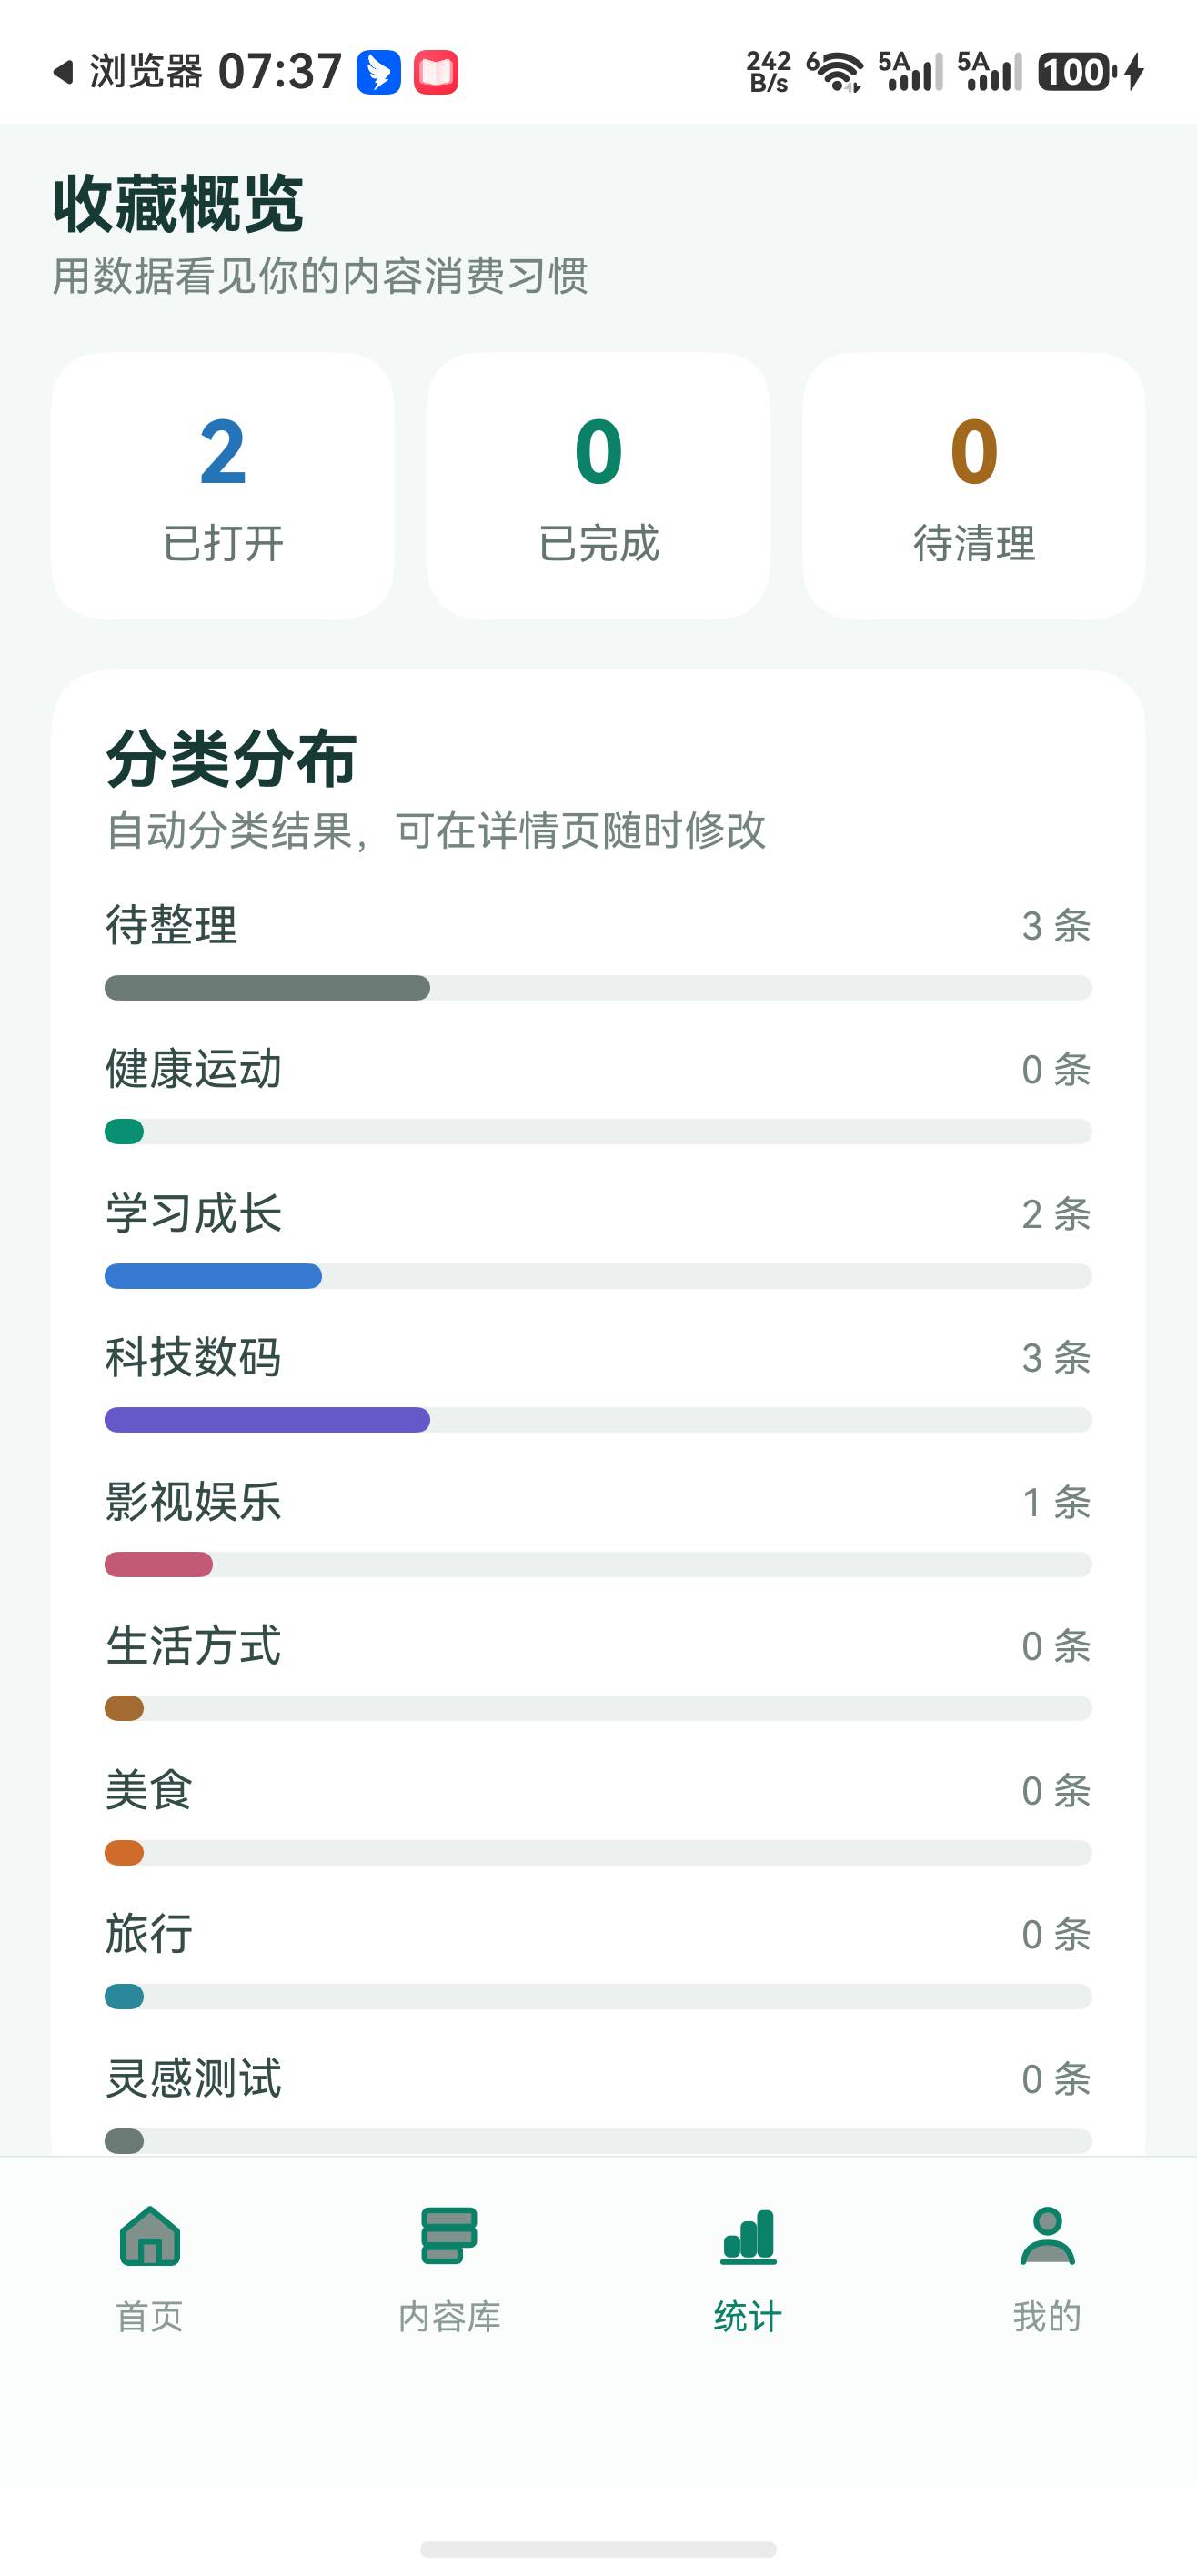 浏览器 07:37 242 B/s 6 5A 5A 100
收藏概览
用数据看见你的内容消费习惯
2 0 0
已打开 已完成 待清理
分类分布
自动分类结果，可在详情页随时修改
待整理 3 条
健康运动 0 条
学习成长 2 条
科技数码 3 条
影视娱乐 1 条
生活方式 0 条
美食 0 条
旅行 0 条
灵感测试 0 条
首页 内容库 统计 我的